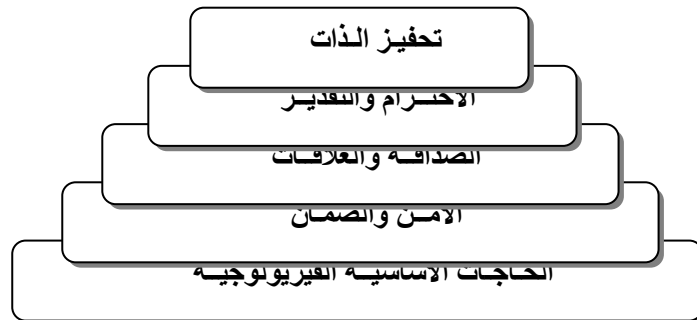 تحفيز الذات
الاحترام والتقدير
الصداقة والعلاقات
الأمن والضمان
الحاجات الأساسية الفيزيولوجية